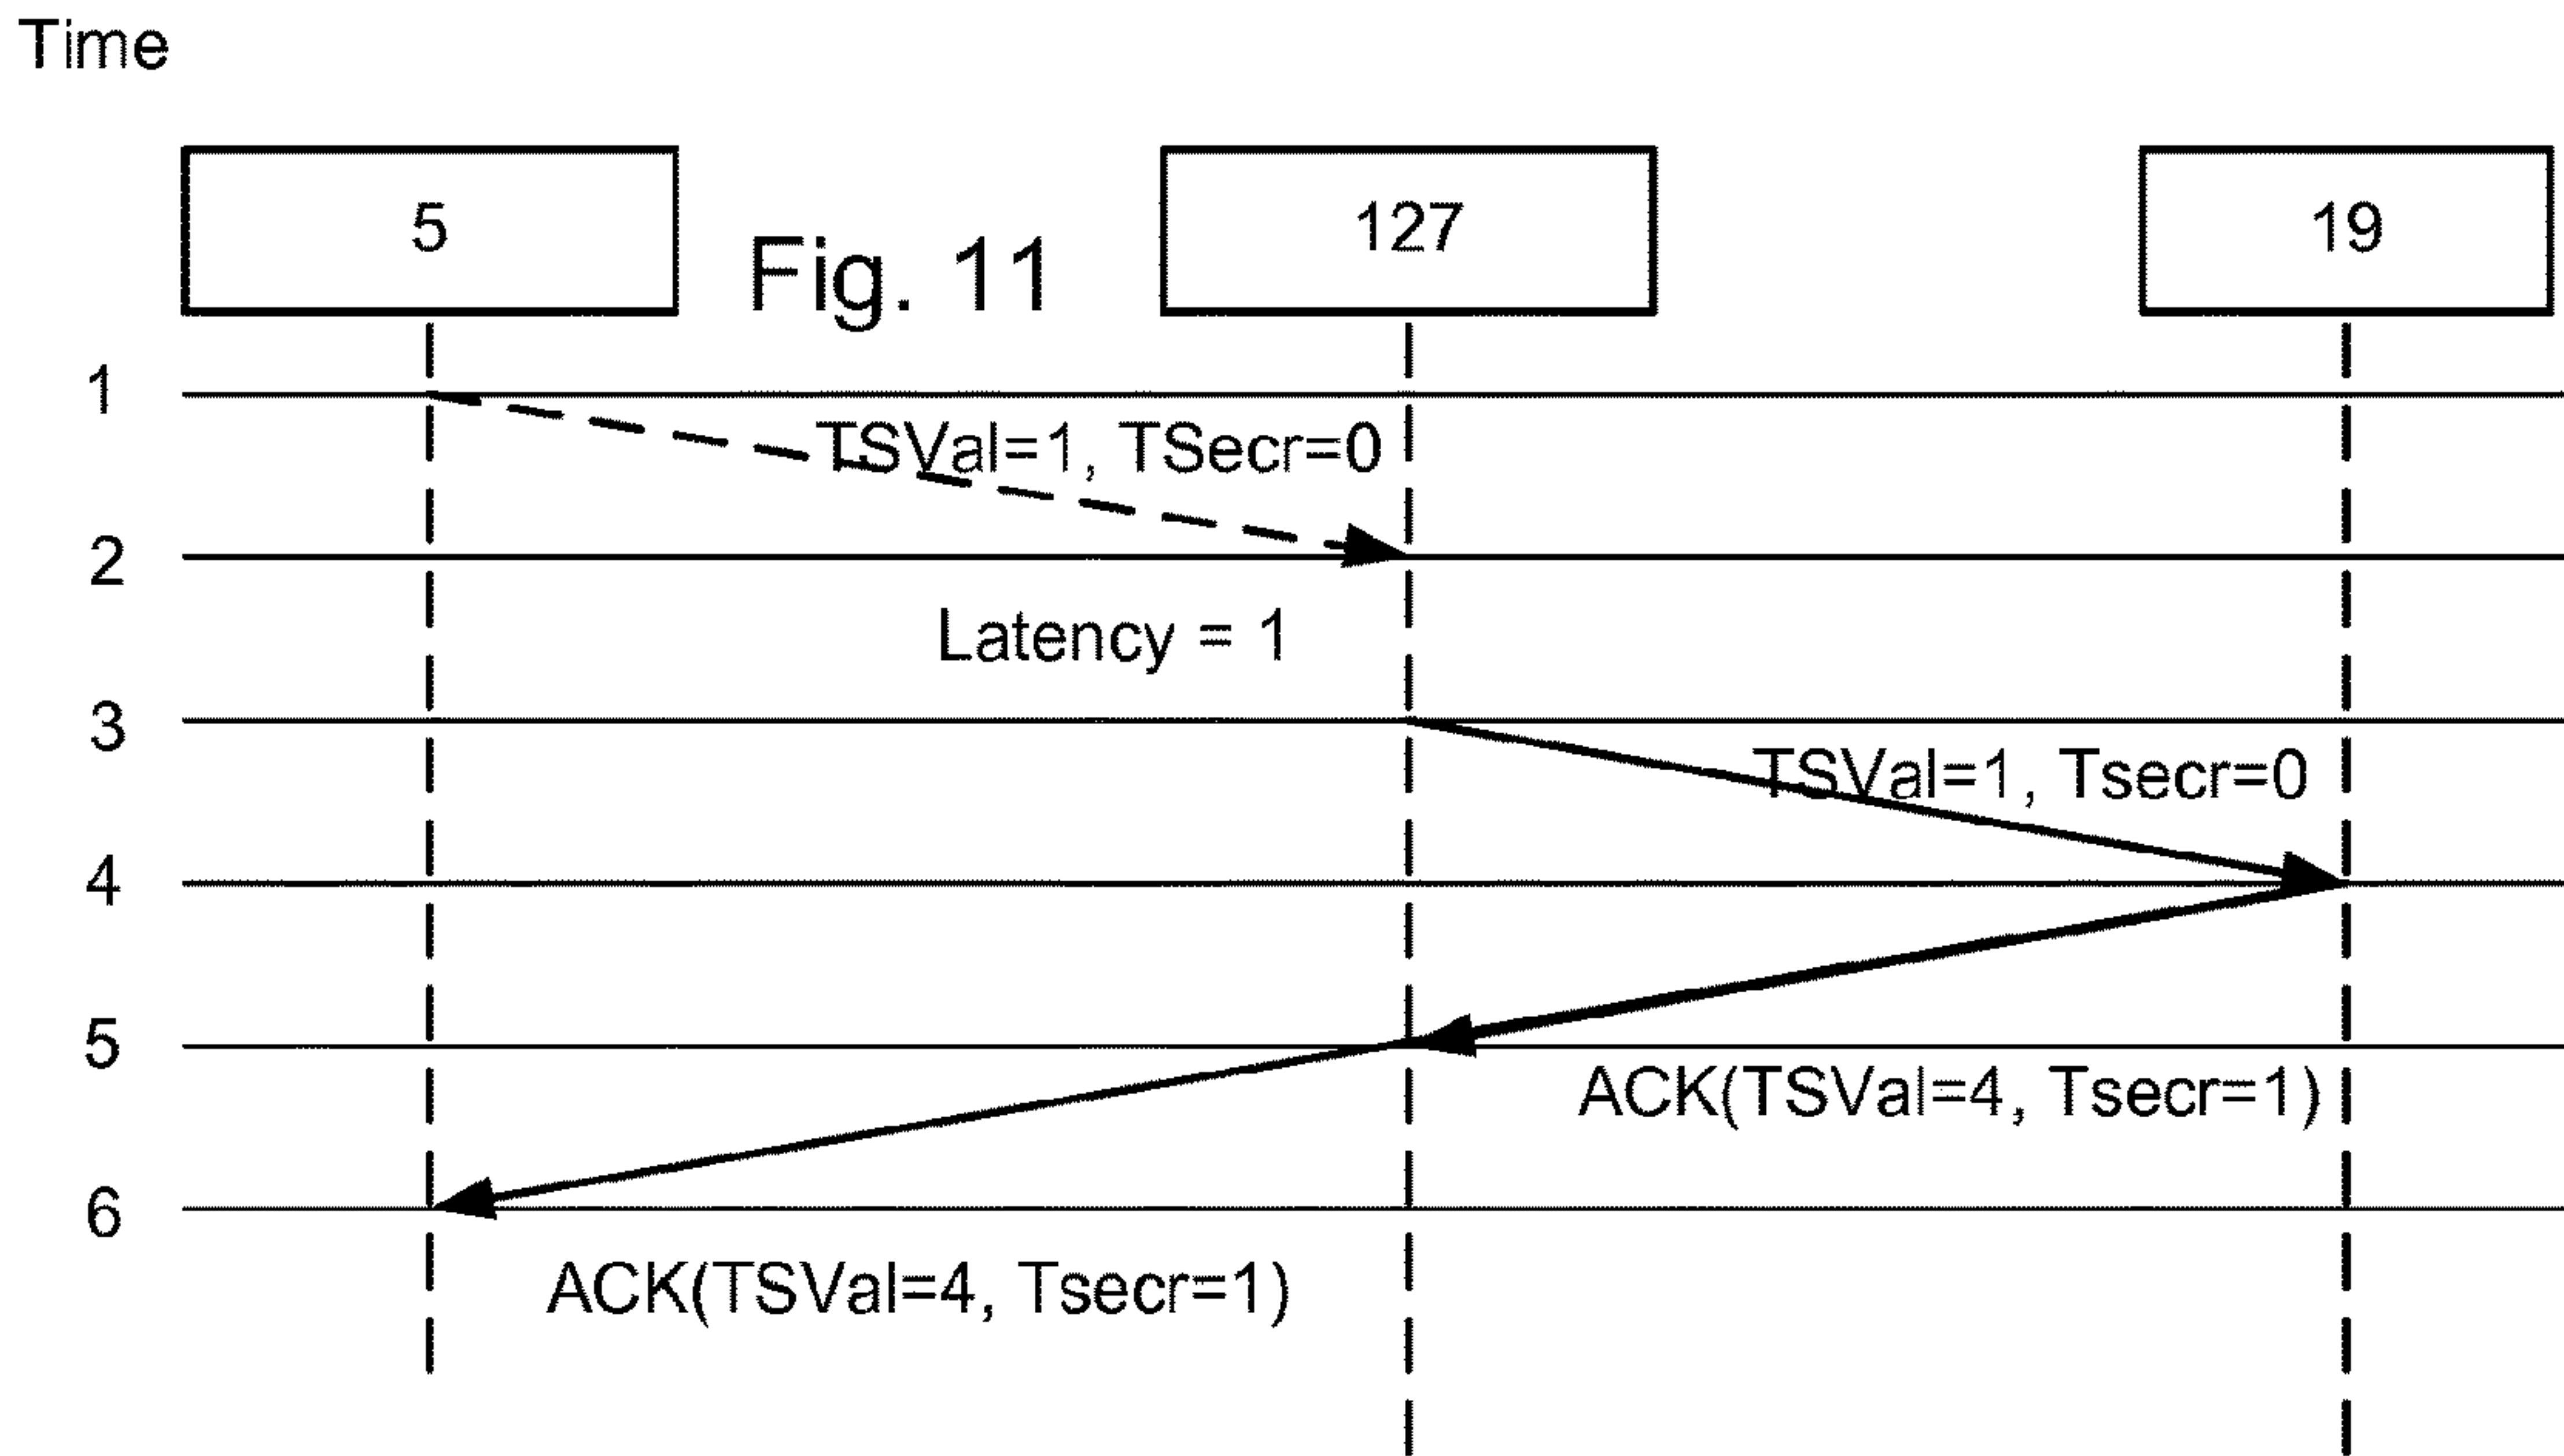 Time
5
127
19
Fig. 11
1
TSVal=1, TSecr=0
2
Latency = 1
3
TSVal=1, Tsecr=0
4
5
ACK(TSVal=4, Tsecr=1)
6
ACK(TSVal=4, Tsecr=1)